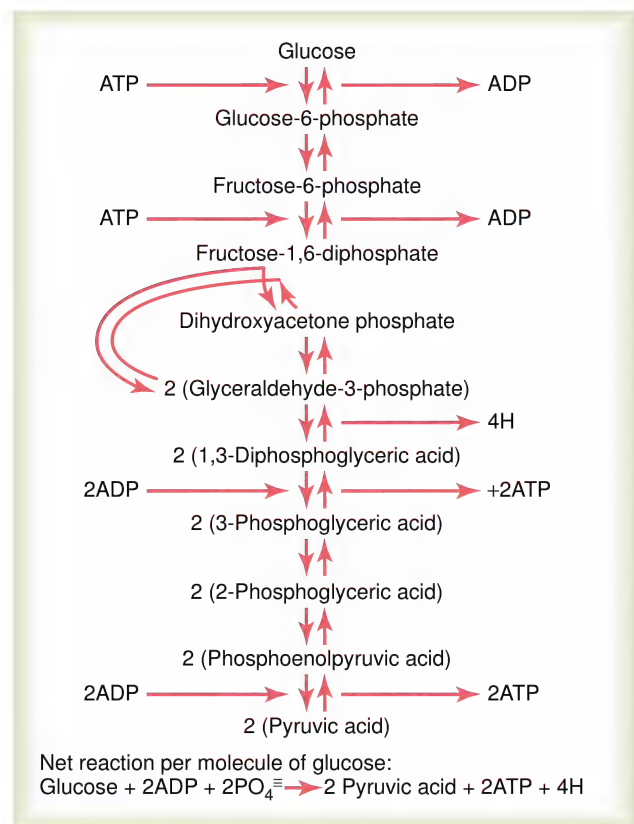 Glucose
ATP ADP
Glucose-6-phosphate
Fructose-6-phosphate
ATP ADP
Fructose-1,6-diphosphate
Dihydroxyacetone phosphate
2 (Glyceraldehyde-3-phosphate)
4H
2 (1,3-Diphosphoglyceric acid)
2ADP +2ATP
2 (3-Phosphoglyceric acid)
2 (2-Phosphoglyceric acid)
2 (Phosphoenolpyruvic acid)
2ADP 2ATP
2 (Pyruvic acid)
Net reaction per molecule of glucose:
Glucose + 2ADP + 2PO₄≡ → 2 Pyruvic acid + 2ATP + 4H